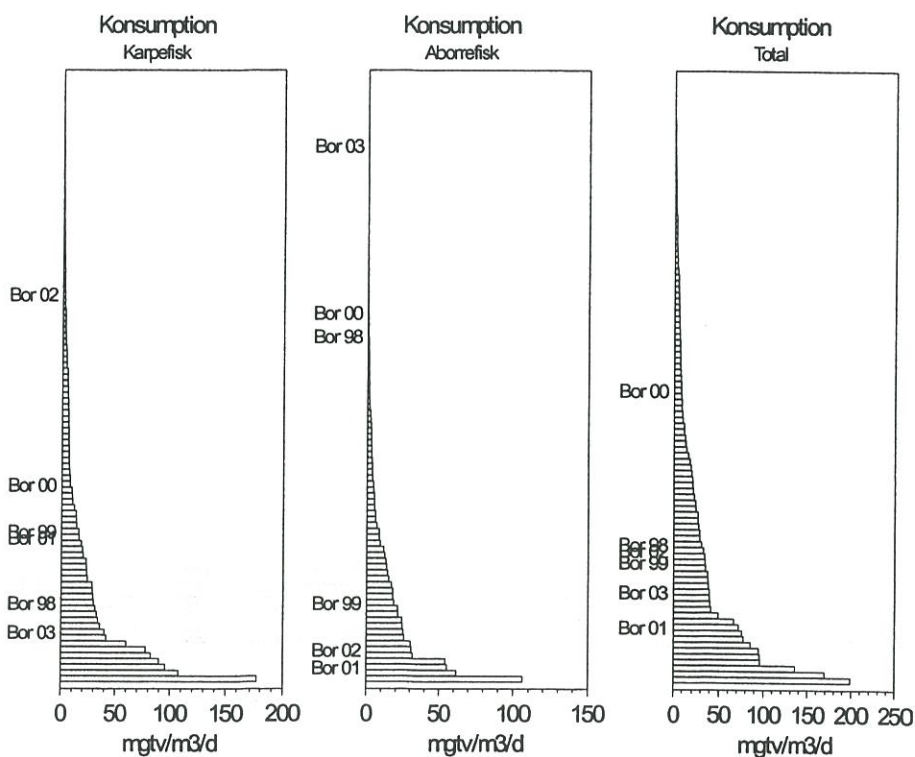 Konsumption
Karpefisk
Bor 02
Bor 00
Bor 99
Bor 01
Bor 98
Bor 03
0 50 100 150 200
mgtv/m3/d
Konsumption
Aborrefisk
Bor 03
Bor 00
Bor 98
Bor 99
Bor 02
Bor 01
0 50 100 150
mgtv/m3/d
Konsumption
Total
Bor 00
Bor 98
Bor 02
Bor 99
Bor 03
Bor 01
0 50 100 150 200 250
mgtv/m3/d